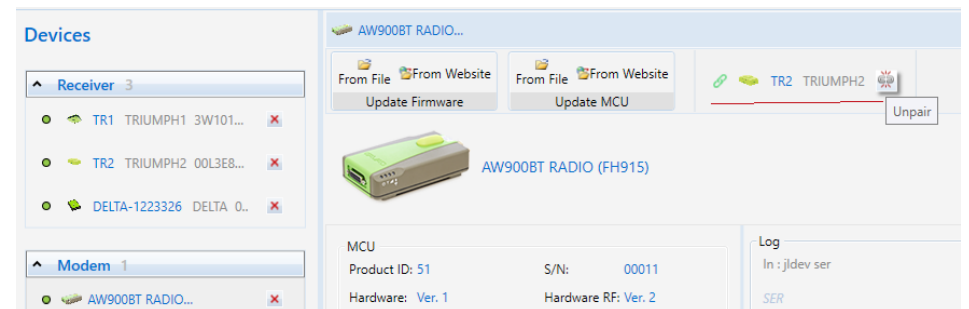 Devices
Receiver 3
TR1 TRIUMPH1 3W101...
TR2 TRIUMPH2 00L3E8...
DELTA-1223326 DELTA 0..
Modem 1
AW900BT RADIO...
AW900BT RADIO...
From File From Website
Update Firmware
From File From Website
Update MCU
TR2 TRIUMPH2
Unpair
AW900BT RADIO (FH915)
MCU
Product ID: 51 S/N: 00011
Hardware: Ver. 1 Hardware RF: Ver. 2
Log
In : jldev ser
SER